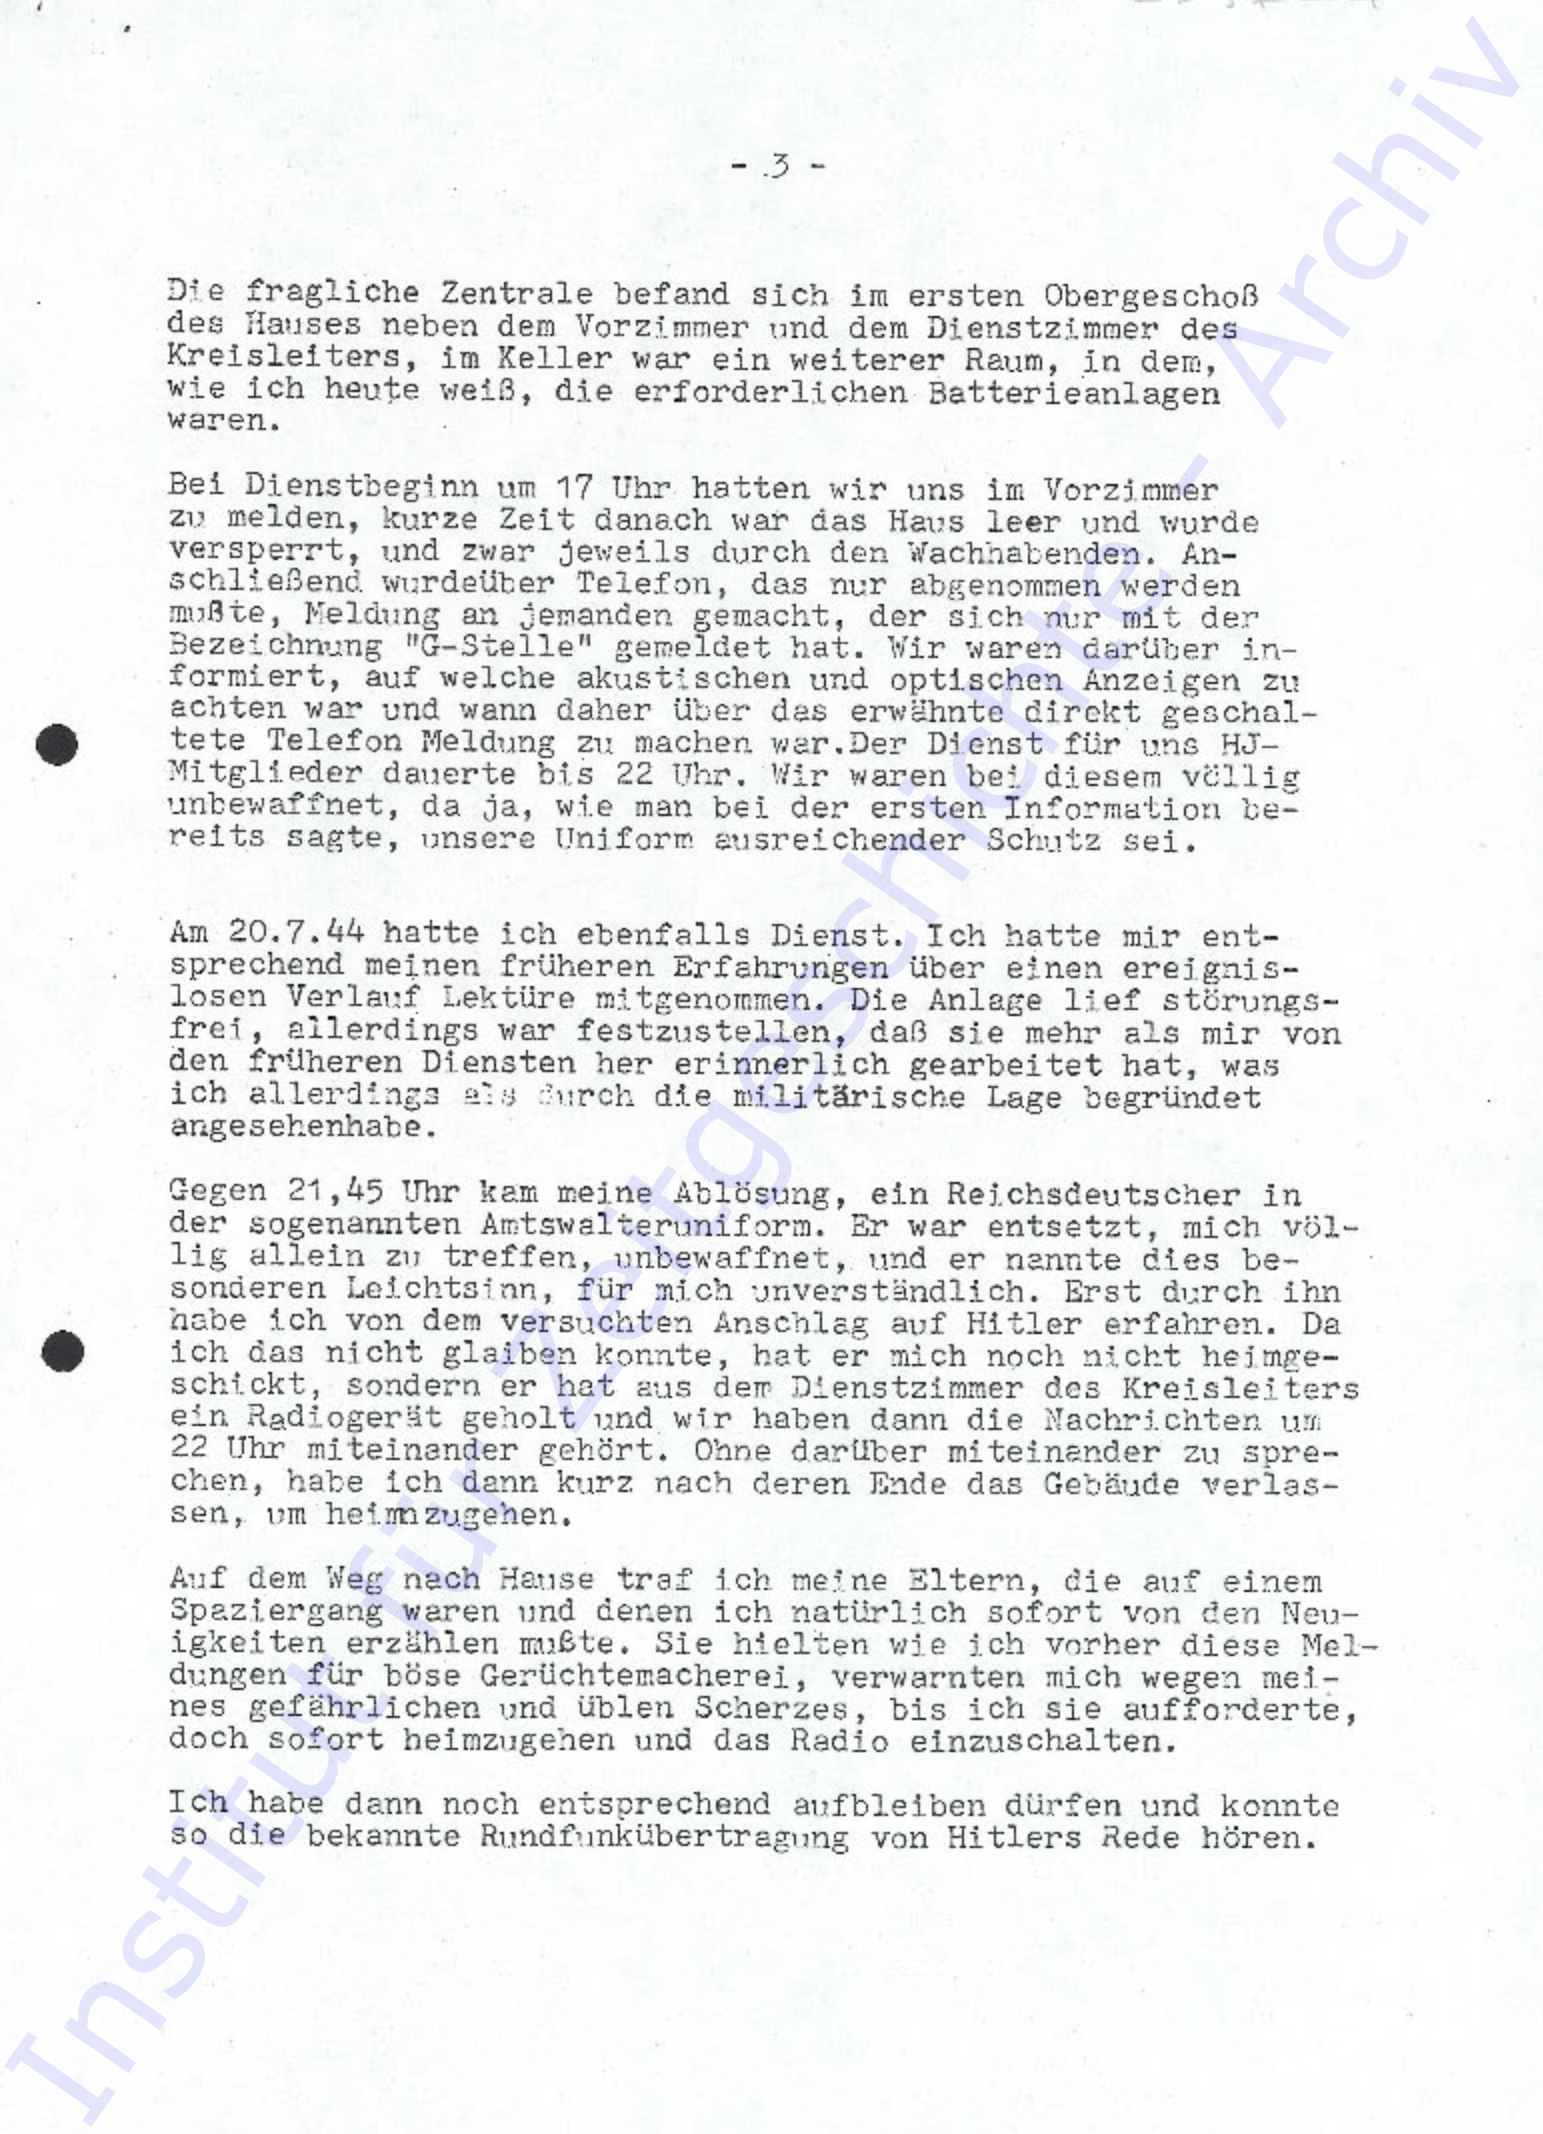 - 3 -
Die fragliche Zentrale befand sich im ersten Obergeschoß
des Hauses neben dem Vorzimmer und dem Dienstzimmer des
Kreisleiters, im Keller war ein weiterer Raum, in dem,
wie ich heute weiß, die erforderlichen Batterieanlagen
waren.
Bei Dienstbeginn um 17 Uhr hatten wir uns im Vorzimmer
zu melden, kurze Zeit danach war das Haus leer und wurde
versperrt, und zwar jeweils durch den Wachhabenden. An-
schließend wurdeüber Telefon, das nur abgenommen werden
mußte, Meldung an jemanden gemacht, der sich nur mit der
Bezeichnung "G-Stelle" gemeldet hat. Wir waren darüber in-
formiert, auf welche akustischen und optischen Anzeigen zu
achten war und wann daher über das erwähnte direkt geschal-
tete Telefon Meldung zu machen war.Der Dienst für uns HJ-
Mitglieder dauerte bis 22 Uhr. Wir waren bei diesem völlig
unbewaffnet, da ja, wie man bei der ersten Information be-
reits sagte, unsere Uniform ausreichender Schutz sei.
Am 20.7.44 hatte ich ebenfalls Dienst. Ich hatte mir ent-
sprechend meinen früheren Erfahrungen über einen ereignis-
losen Verlauf Lektüre mitgenommen. Die Anlage lief störungs-
frei, allerdings war festzustellen, daß sie mehr als mir von
den früheren Diensten her erinnerlich gearbeitet hat, was
ich allerdings als durch die militärische Lage begründet
angesehenhabe.
Gegen 21,45 Uhr kam meine Ablösung, ein Reichsdeutscher in
der sogenannten Amtswalteruniform. Er war entsetzt, mich völ-
lig allein zu treffen, unbewaffnet, und er nannte dies be-
sonderen Leichtsinn, für mich unverständlich. Erst durch ihn
habe ich von dem versuchten Anschlag auf Hitler erfahren. Da
ich das nicht glaiben konnte, hat er mich noch nicht heimge-
schickt, sondern er hat aus dem Dienstzimmer des Kreisleiters
ein Radiogerät geholt und wir haben dann die Nachrichten um
22 Uhr miteinander gehört. Ohne darüber miteinander zu spre-
chen, habe ich dann kurz nach deren Ende das Gebäude verlas-
sen, um heimzugehen.
Auf dem Weg nach Hause traf ich meine Eltern, die auf einem
Spaziergang waren und denen ich natürlich sofort von den Neu-
igkeiten erzählen mußte. Sie hielten wie ich vorher diese Mel-
dungen für böse Gerüchtemacherei, verwarnten mich wegen mei-
nes gefährlichen und üblen Scherzes, bis ich sie aufforderte,
doch sofort heimzugehen und das Radio einzuschalten.
Ich habe dann noch entsprechend aufbleiben dürfen und konnte
so die bekannte Rundfunkübertragung von Hitlers Rede hören.
Institut für Zeitgeschichte - Archiv